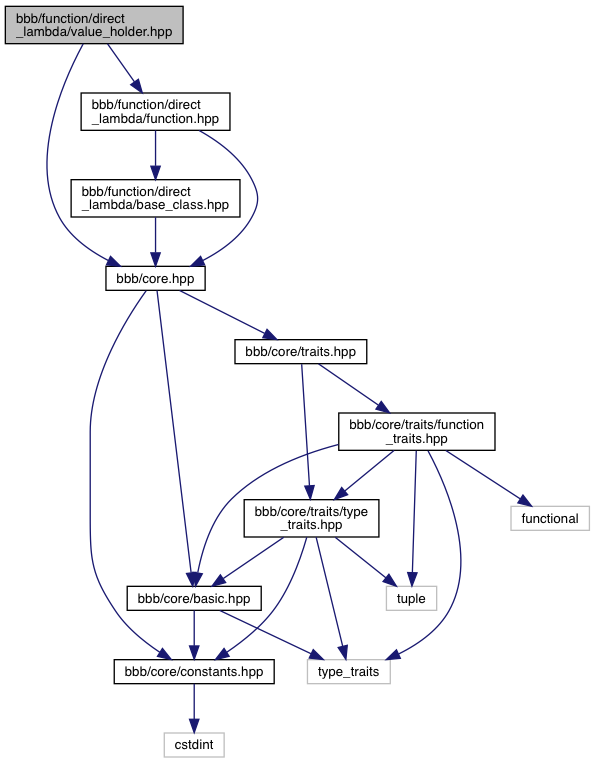 bbb/function/direct
_lambda/value_holder.hpp
bbb/function/direct
_lambda/function.hpp
bbb/function/direct
_lambda/base_class.hpp
bbb/core.hpp
bbb/core/traits.hpp
bbb/core/traits/function
_traits.hpp
bbb/core/traits/type
_traits.hpp
functional
bbb/core/basic.hpp
tuple
bbb/core/constants.hpp
type_traits
cstdint